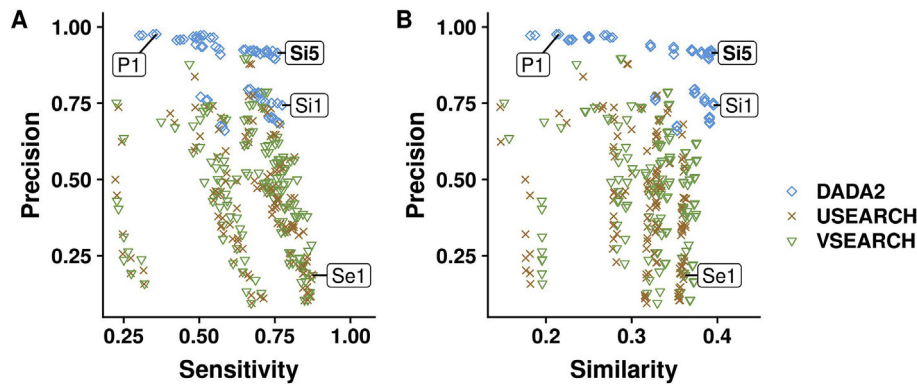 A
B
1.00
0.75
0.50
0.25
Precision
P1
Si5
Si1
Se1
0.25 0.50 0.75 1.00
Sensitivity
1.00
0.75
0.50
0.25
Precision
P1
Si5
Si1
Se1
0.2 0.3 0.4
Similarity
DADA2
USEARCH
VSEARCH